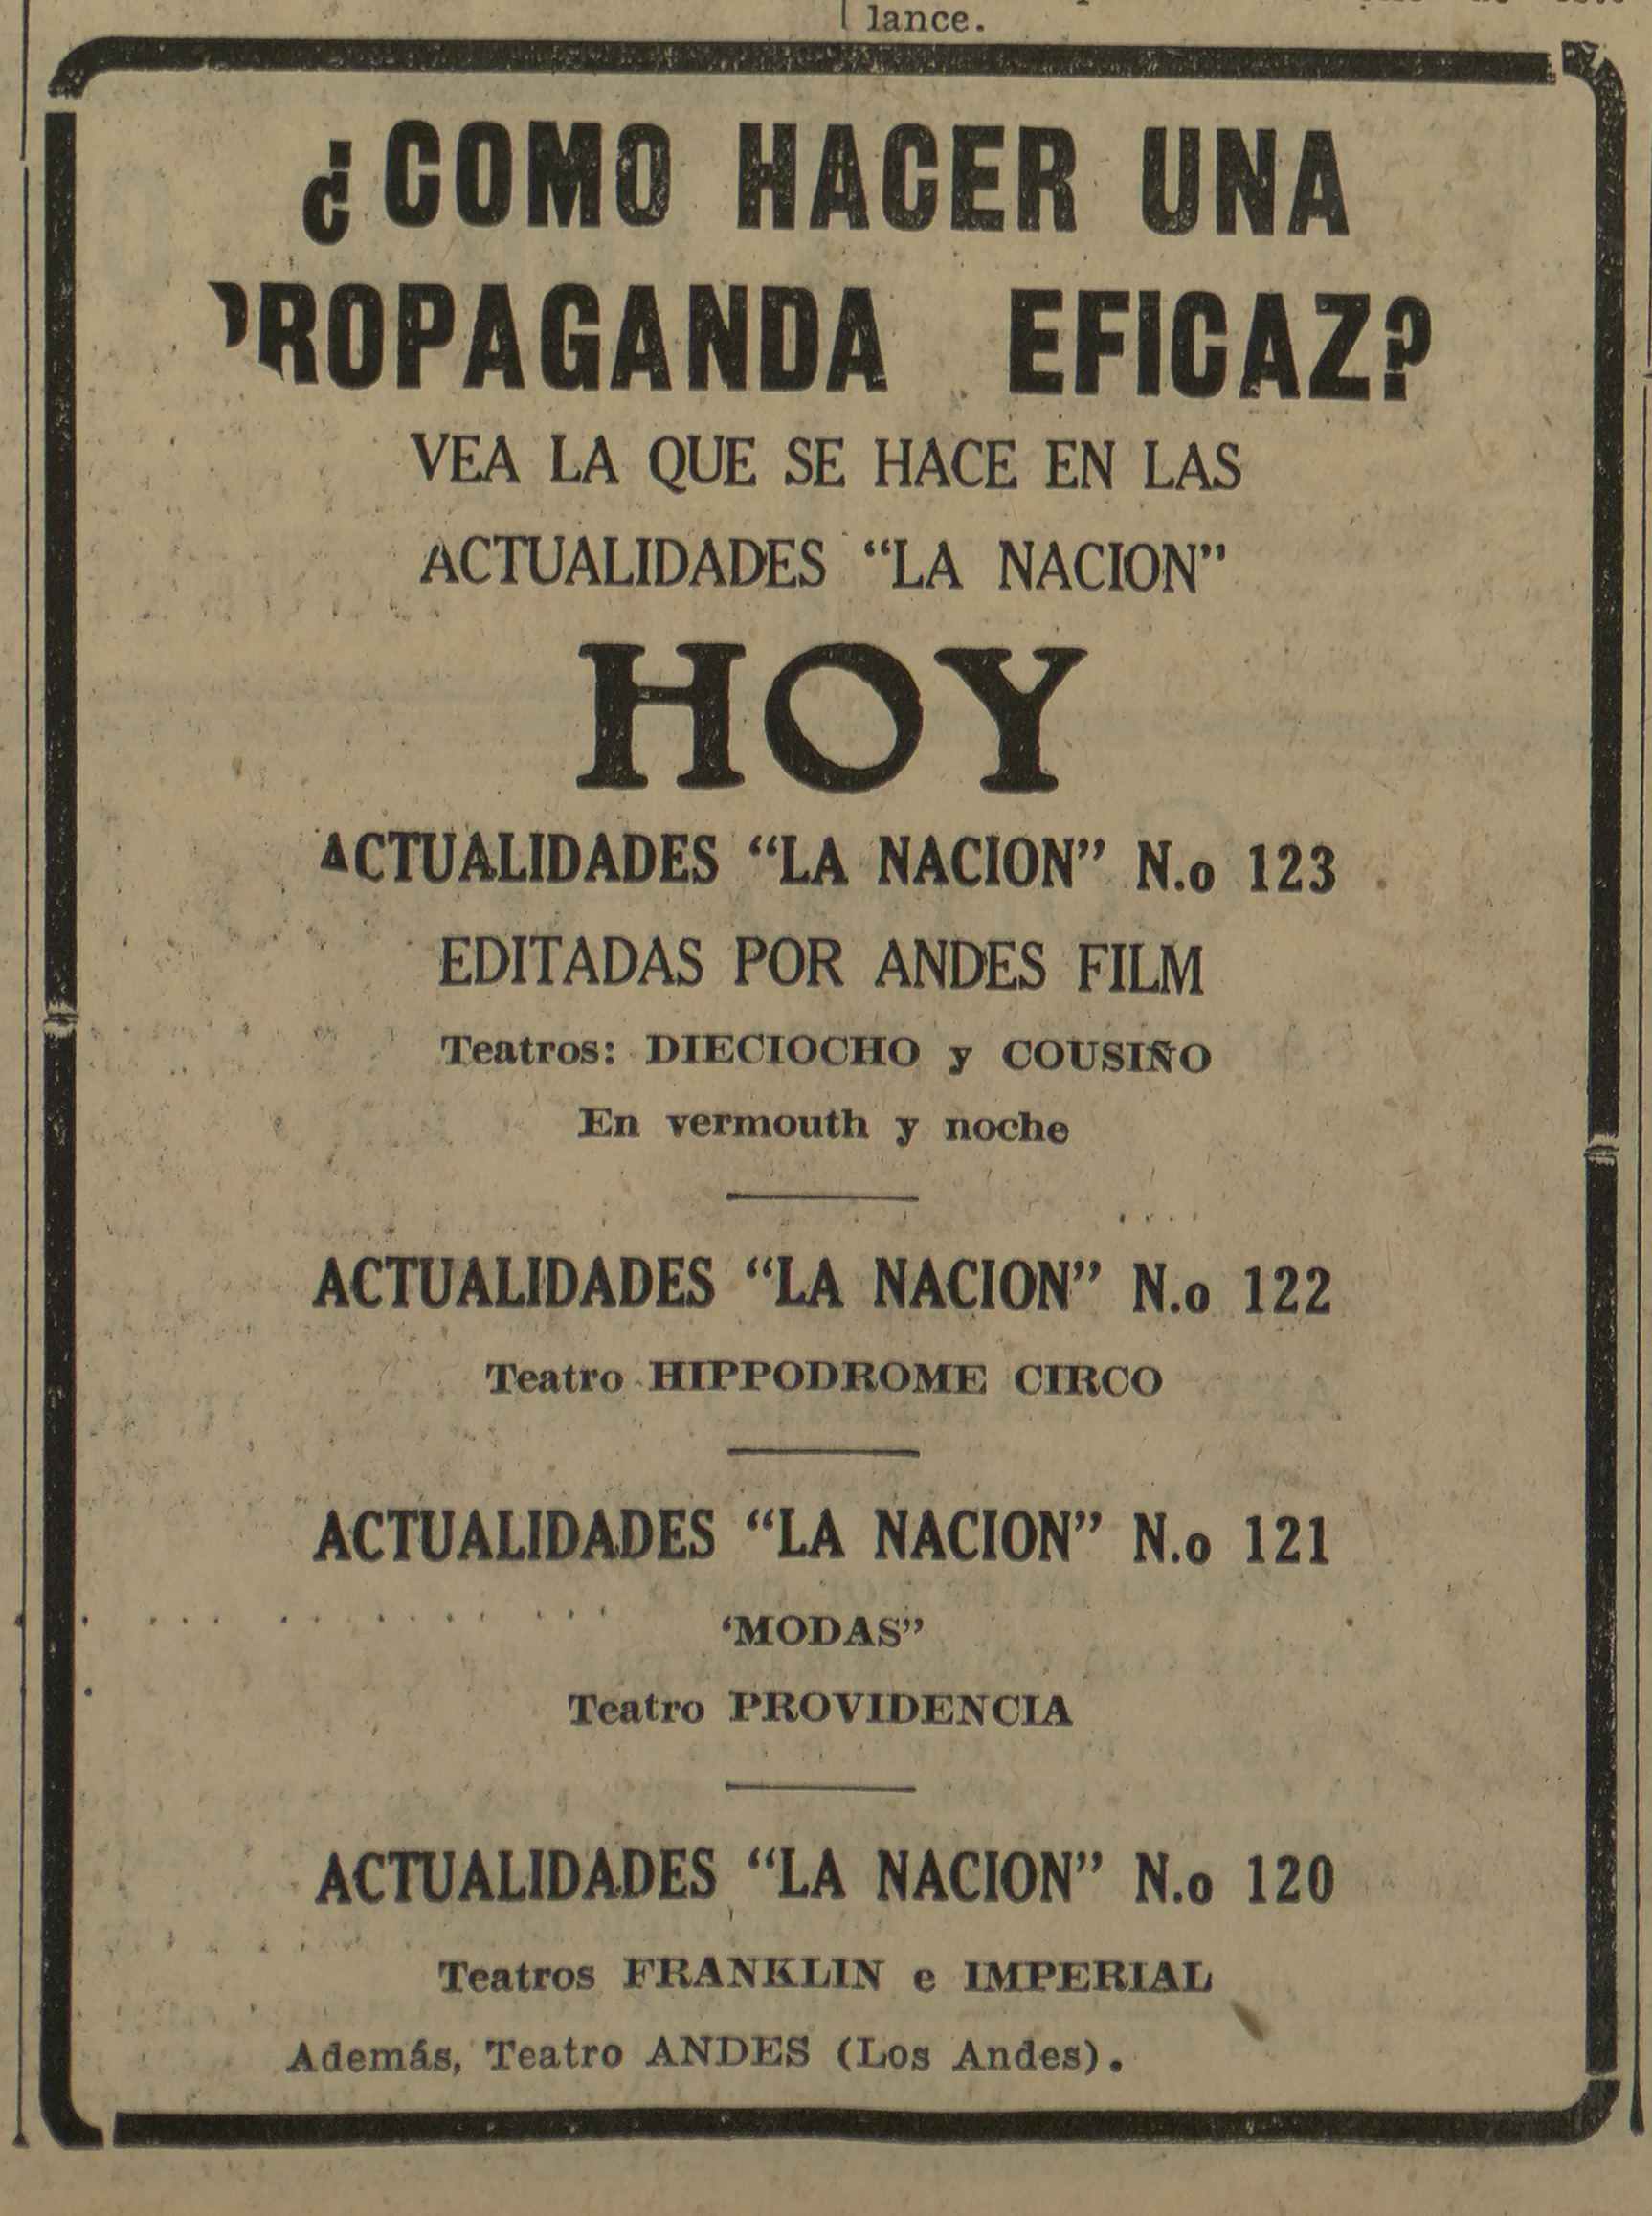 lance.
¿COMO HACER UNA
PROPAGANDA EFICAZ?
VEA LA QUE SE HACE EN LAS
ACTUALIDADES “LA NACION”
HOY
ACTUALIDADES “LA NACION” N.o 123
EDITADAS POR ANDES FILM
Teatros: DIECIOCHO y COUSIÑO
En vermouth y noche
ACTUALIDADES “LA NACION” N.o 122
Teatro HIPPODROME CIRCO
ACTUALIDADES “LA NACION” N.o 121
‘MODAS”
Teatro PROVIDENCIA
ACTUALIDADES “LA NACION” N.o 120
Teatros FRANKLIN e IMPERIAL
Además, Teatro ANDES (Los Andes).